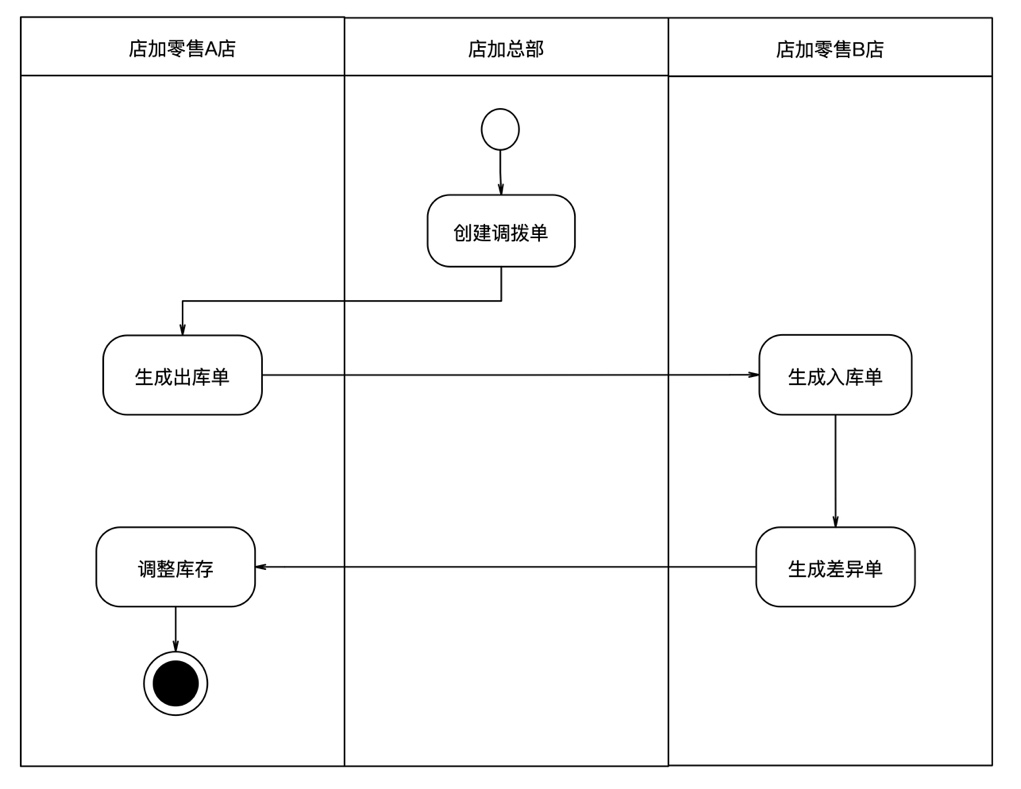 店加零售A店
店加总部
店加零售B店
创建调拨单
生成出库单
生成入库单
调整库存
生成差异单